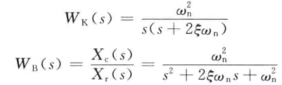 W_K(s) = ω_n^2 / s(s + 2ξω_n)
W_B(s) = X_c(s) / X_r(s) = ω_n^2 / s^2 + 2ξω_n s + ω_n^2